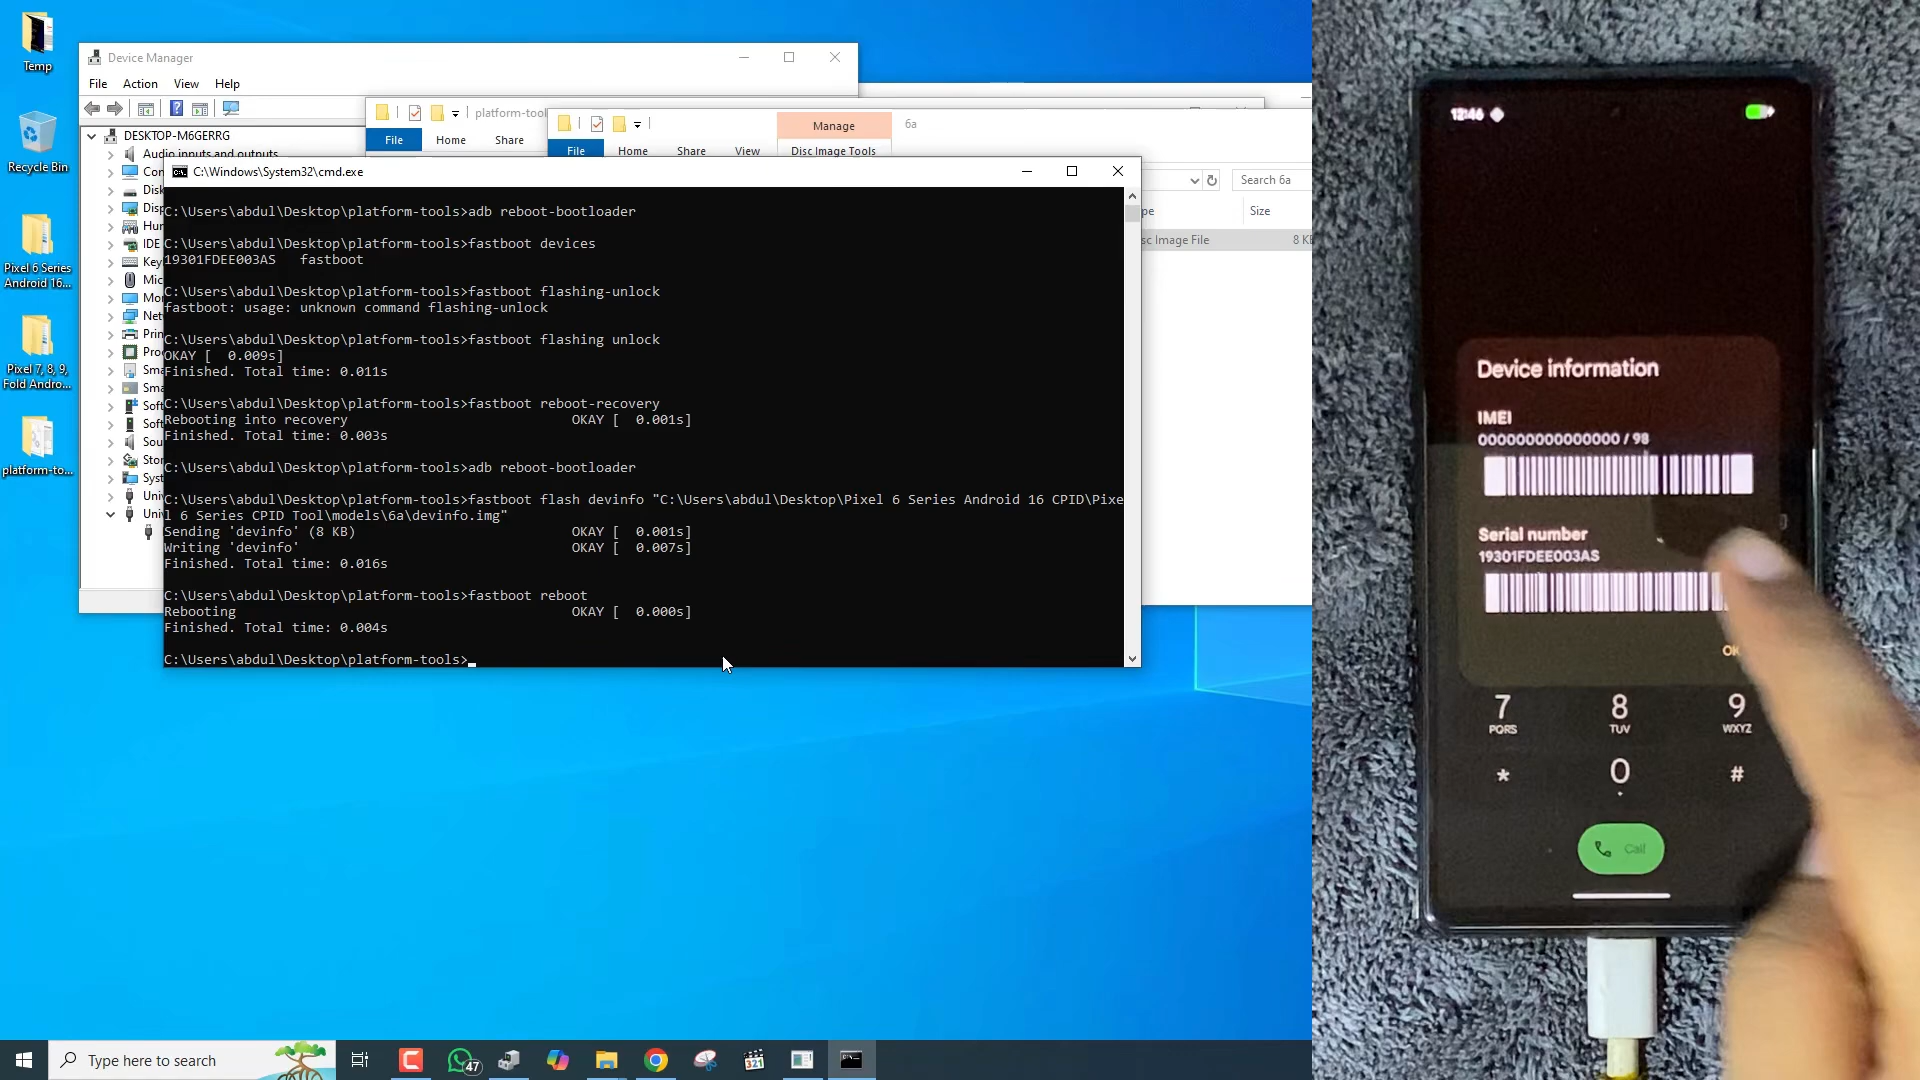 Temp
Recycle Bin
Pixel 6 Series
Android 16...
Pixel 7, 8, 9,
Fold Andro...
platform-to...
Device Manager
File Action View Help
DESKTOP-M6GERRG
Audio inputs and outputs
platform-tool
File Home Share
Manage
6a
File Home Share View Disc Image Tools
Search 6a
Size
sc Image File
C:\Windows\System32\cmd.exe
C:\Users\abdul\Desktop\platform-tools>adb reboot-bootloader
C:\Users\abdul\Desktop\platform-tools>fastboot devices
19301FDEE003AS fastboot
C:\Users\abdul\Desktop\platform-tools>fastboot flashing-unlock
fastboot: usage: unknown command flashing-unlock
C:\Users\abdul\Desktop\platform-tools>fastboot flashing unlock
OKAY [ 0.009s]
Finished. Total time: 0.011s
C:\Users\abdul\Desktop\platform-tools>fastboot reboot-recovery
Rebooting into recovery OKAY [ 0.001s]
Finished. Total time: 0.003s
C:\Users\abdul\Desktop\platform-tools>adb reboot-bootloader
C:\Users\abdul\Desktop\platform-tools>fastboot flash devinfo "C:\Users\abdul\Desktop\Pixel 6 Series Android 16 CPID\Pixe
l 6 Series CPID Tool\models\6a\devinfo.img"
Sending 'devinfo' (8 KB) OKAY [ 0.001s]
Writing 'devinfo' OKAY [ 0.007s]
Finished. Total time: 0.016s
C:\Users\abdul\Desktop\platform-tools>fastboot reboot
Rebooting OKAY [ 0.000s]
Finished. Total time: 0.004s
C:\Users\abdul\Desktop\platform-tools>
Type here to search
47
321
12:46
Device information
IMEI
000000000000000 / 98
Serial number
19301FDEE003AS
OK
7 8 9
PQRS TUV WXYZ
* 0 #
Call